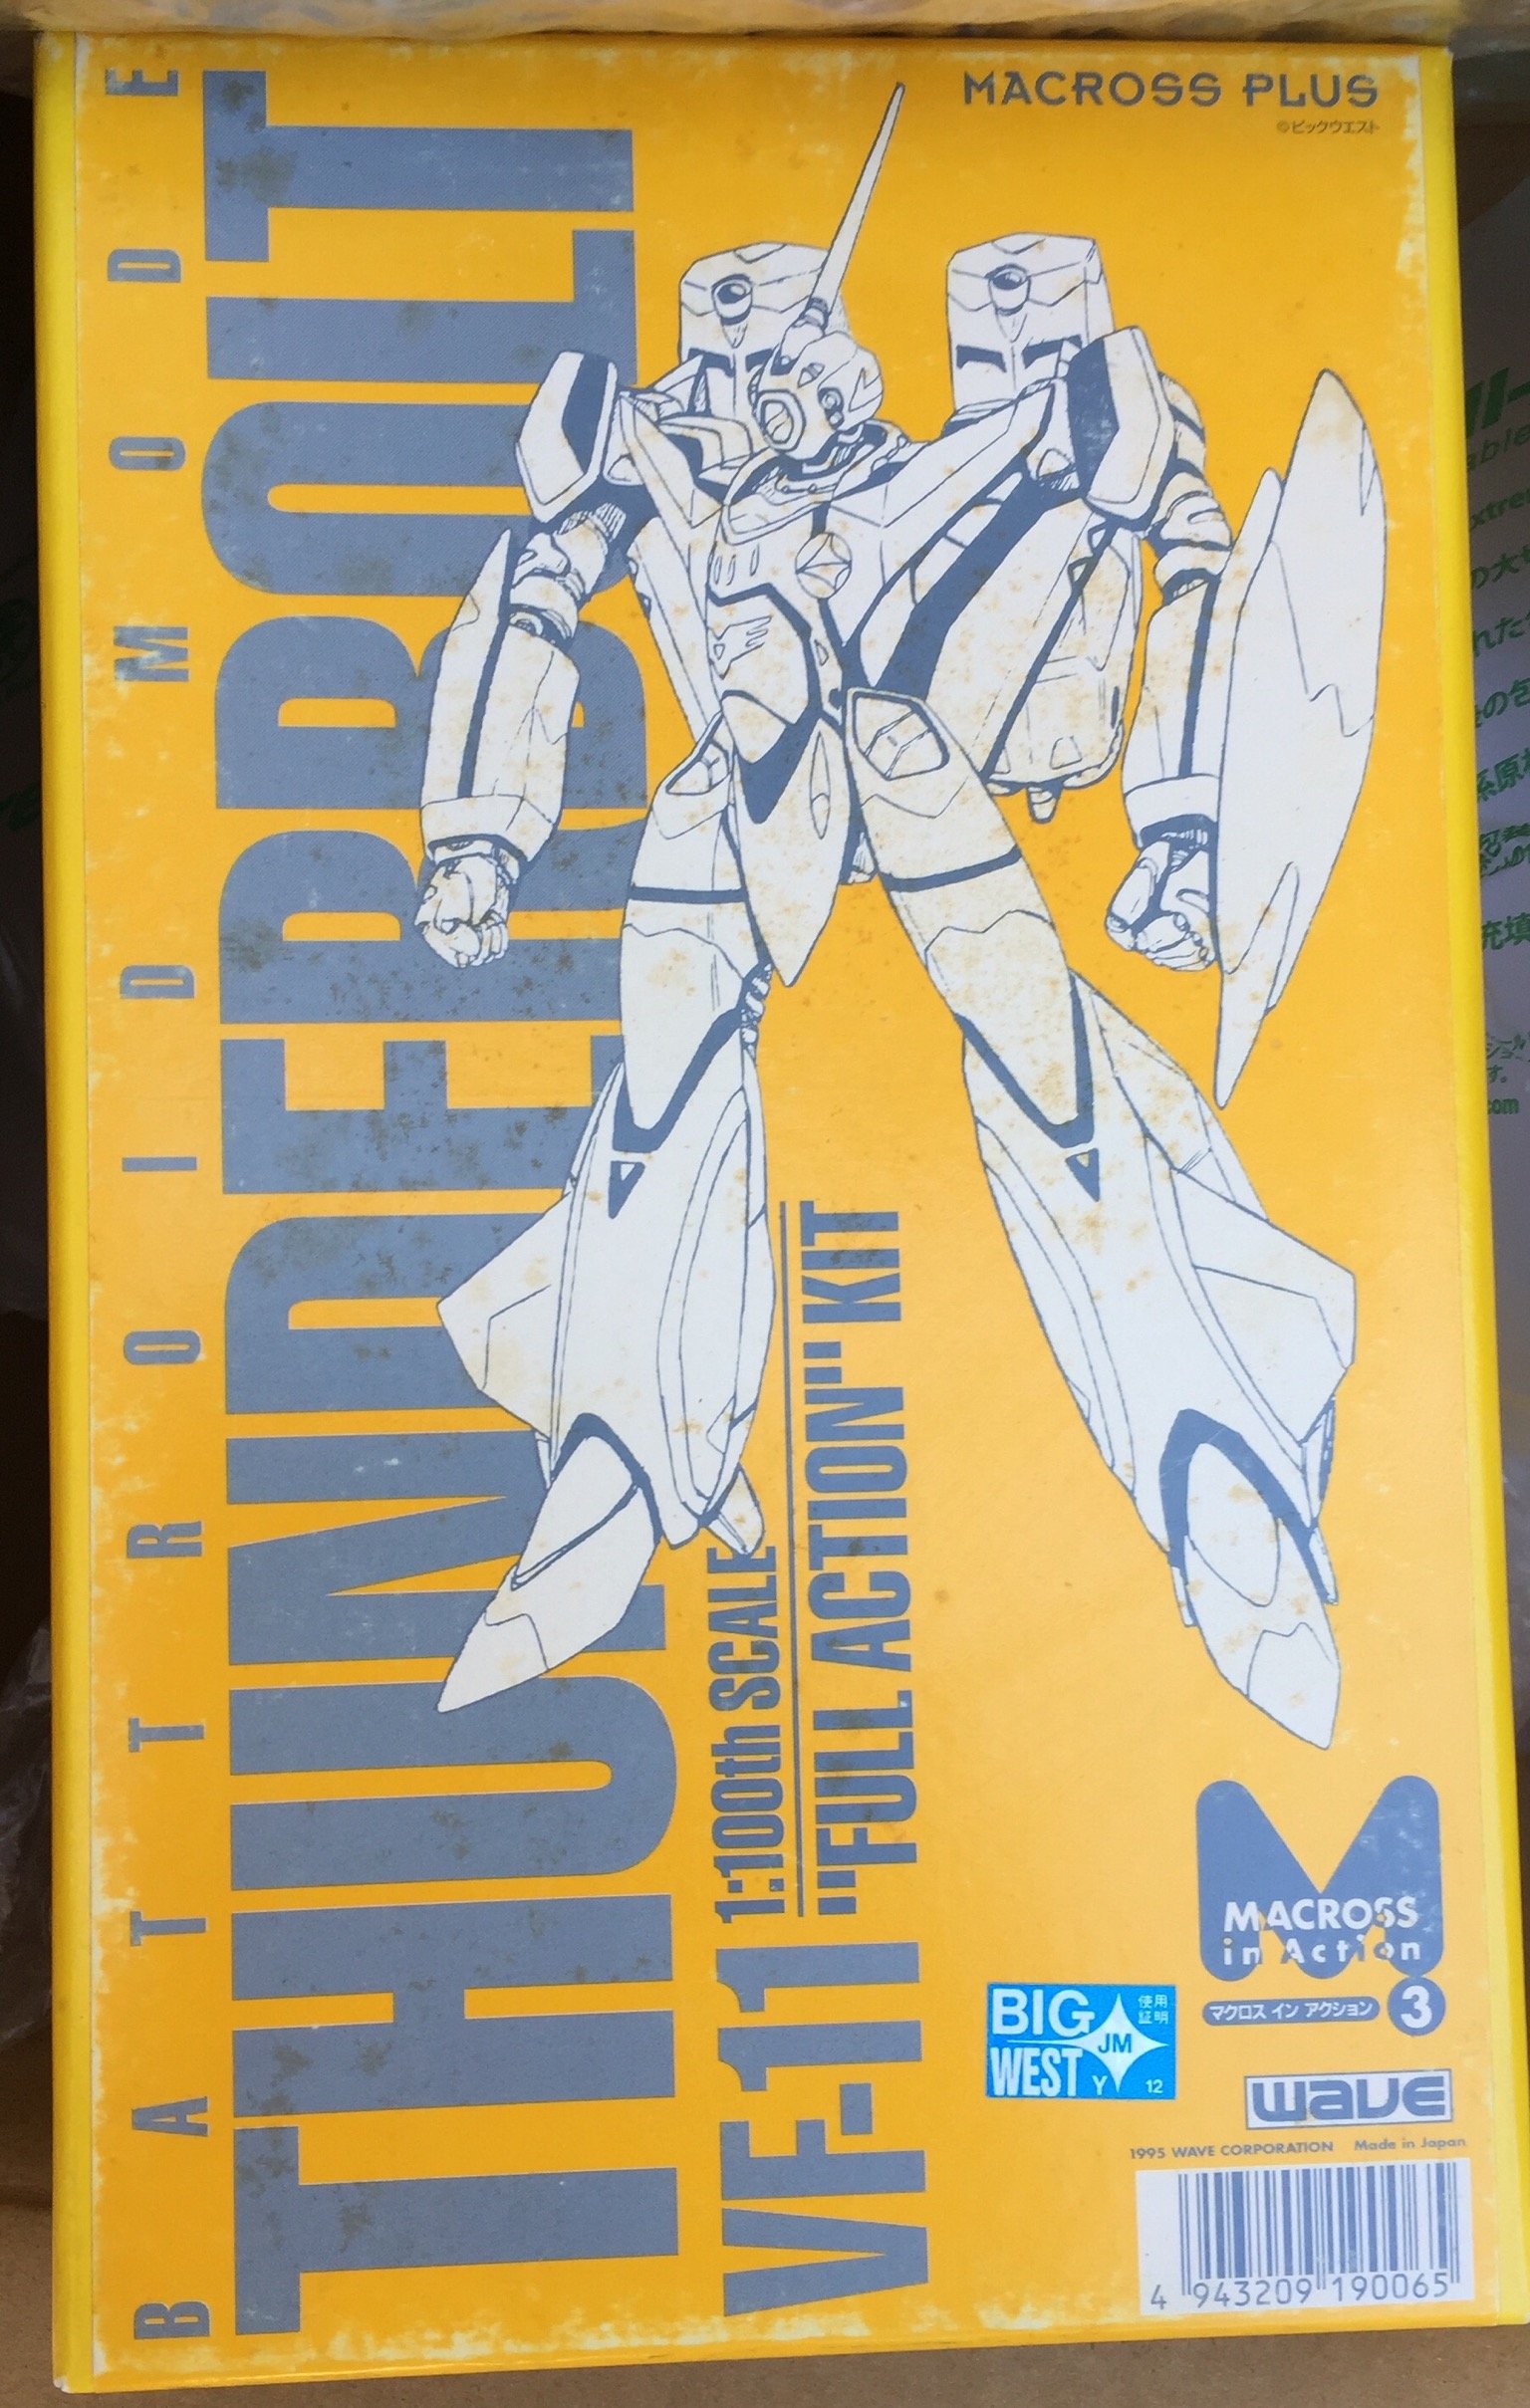 MACROSS PLUS
©ビックウエスト
BATTROIDMODE
THUNDERBOLT
VF-11
1:100th SCALE
"FULL ACTION" KIT
MACROSS
in Action
マクロス イン アクション 3
BIG
WEST
使用
証明
JM
Y 12
wave
1995 WAVE CORPORATION Made in Japan
4 943209 190065